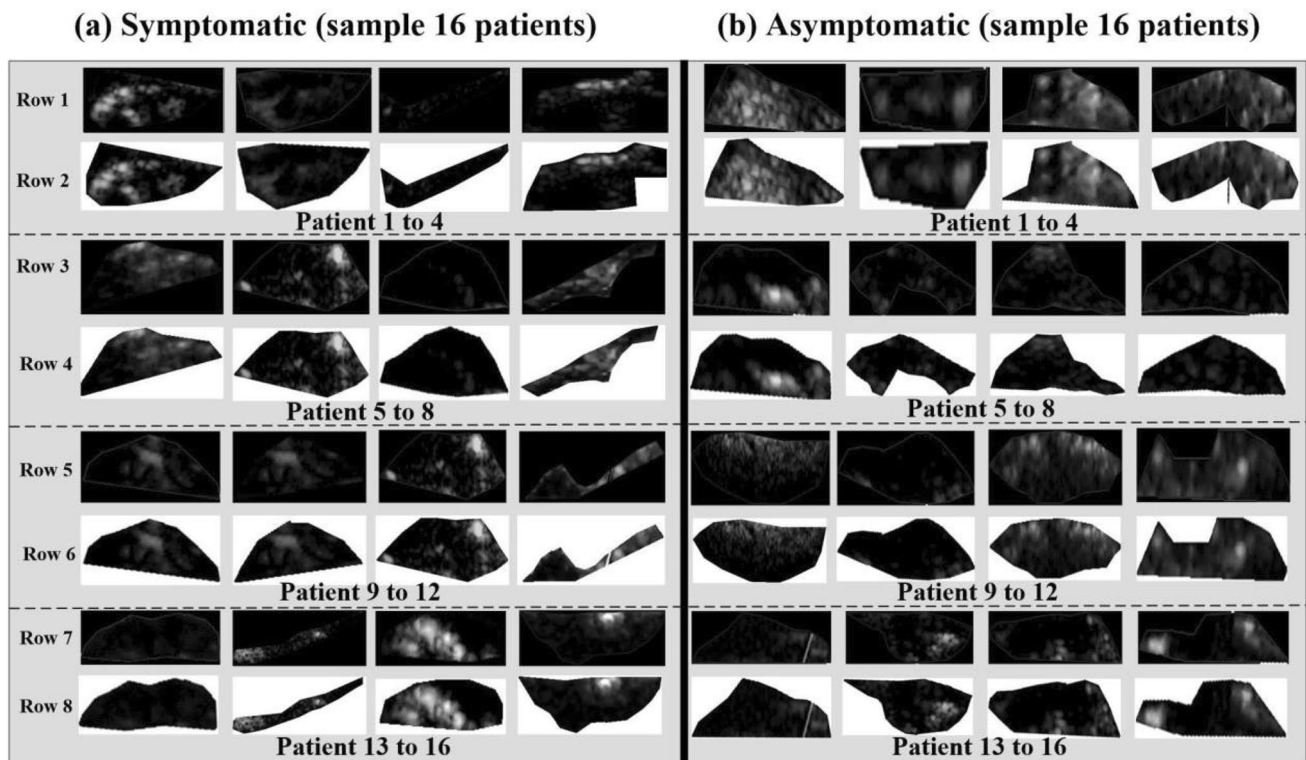 (a) Symptomatic (sample 16 patients)
(b) Asymptomatic (sample 16 patients)
Row 1
Row 2
Patient 1 to 4
Patient 1 to 4
Row 3
Row 4
Patient 5 to 8
Patient 5 to 8
Row 5
Row 6
Patient 9 to 12
Patient 9 to 12
Row 7
Row 8
Patient 13 to 16
Patient 13 to 16